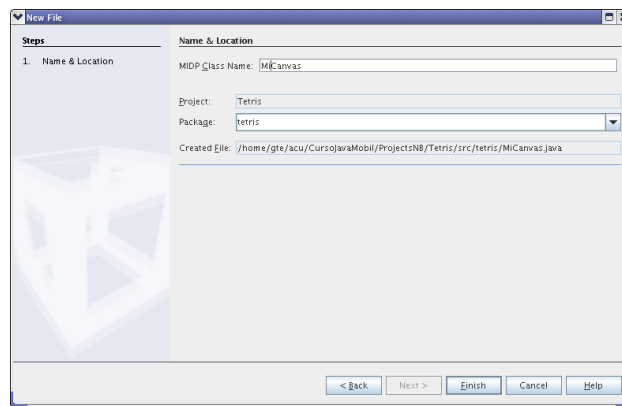 New File
Steps
1. Name & Location
Name & Location
MIDP Class Name: MiCanvas
Project: Tetris
Package: tetris
Created File: /home/gte/acu/CursoJavaMobil/ProjectsNB/Tetris/src/tetris/MiCanvas.java
< Back Next > Finish Cancel Help